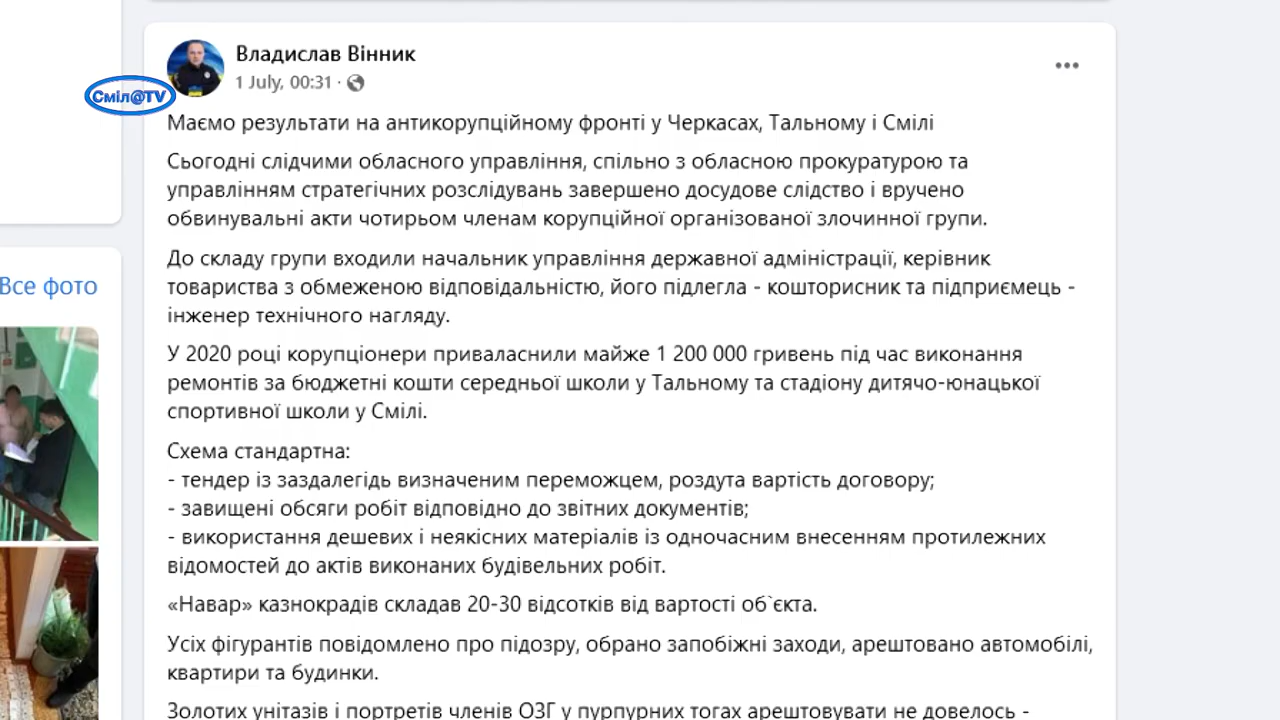 Владислав Вінник
1 July, 00:31 ·
Сміл@TV
Маємо результати на антикорупційному фронті у Черкасах, Тальному і Смілі
Сьогодні слідчими обласного управління, спільно з обласною прокуратурою та
управлінням стратегічних розслідувань завершено досудове слідство і вручено
обвинувальні акти чотирьом членам корупційної організованої злочинної групи.
До складу групи входили начальник управління державної адміністрації, керівник
товариства з обмеженою відповідальністю, його підлегла - кошторисник та підприємець -
інженер технічного нагляду.
Все фото
У 2020 році корупціонери приваласнили майже 1 200 000 гривень під час виконання
ремонтів за бюджетні кошти середньої школи у Тальному та стадіону дитячо-юнацької
спортивної школи у Смілі.
Схема стандартна:
- тендер із заздалегідь визначеним переможцем, роздута вартість договору;
- завищені обсяги робіт відповідно до звітних документів;
- використання дешевих і неякісних матеріалів із одночасним внесенням протилежних
відомостей до актів виконаних будівельних робіт.
«Навар» казнокрадів складав 20-30 відсотків від вартості об`єкта.
Усіх фігурантів повідомлено про підозру, обрано запобіжні заходи, арештовано автомобілі,
квартири та будинки.
Золотих унітазів і портретів членів ОЗГ у пурпурних тогах арештовувати не довелось -